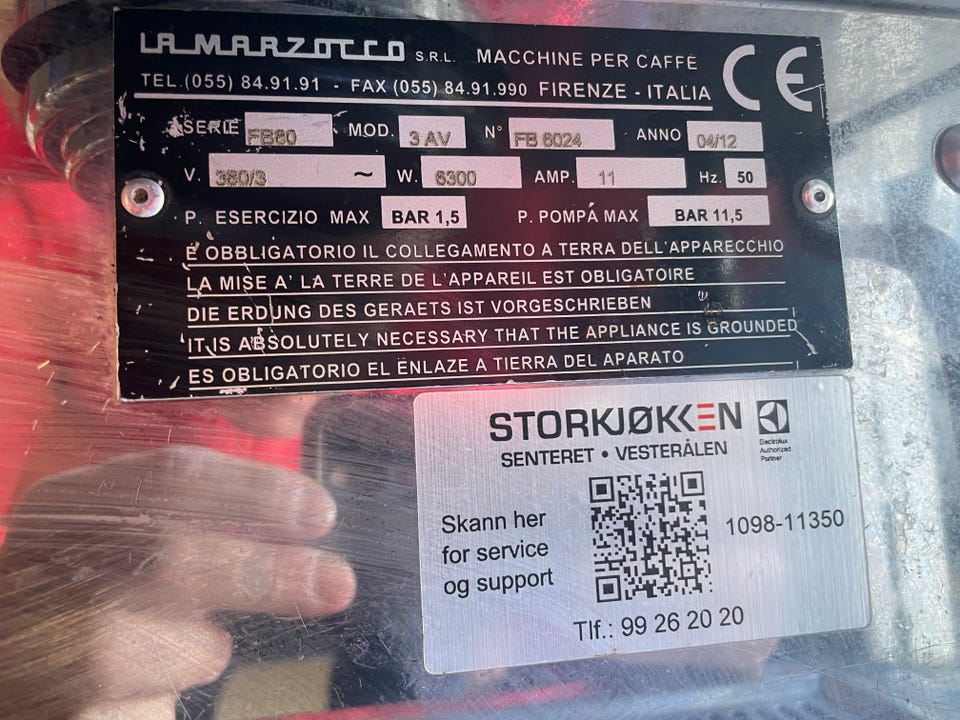 LA MARZOCCO S.R.L. MACCHINE PER CAFFÈ
TEL.(055) 84.91.91 - FAX (055) 84.91.990 FIRENZE - ITALIA
CE
SERIE FB80 MOD. 3 AV N° FB 6024 ANNO 04/12
V. 380/3 ~ W. 6300 AMP. 11 Hz. 50
P. ESERCIZIO MAX BAR 1,5 P. POMPA MAX BAR 11,5
È OBBLIGATORIO IL COLLEGAMENTO A TERRA DELL'APPARECCHIO
LA MISE A' LA TERRE DE L'APPAREIL EST OBLIGATOIRE
DIE ERDUNG DES GERAETS IST VORGESCHRIEBEN
IT IS ABSOLUTELY NECESSARY THAT THE APPLIANCE IS GROUNDED
ES OBLIGATORIO EL ENLAZE A TIERRA DEL APARATO
STORKJØKKEN
SENTERET • VESTERÅLEN
Electrolux
Authorized
Partner
Skann her
for service
og support
1098-11350
Tlf.: 99 26 20 20